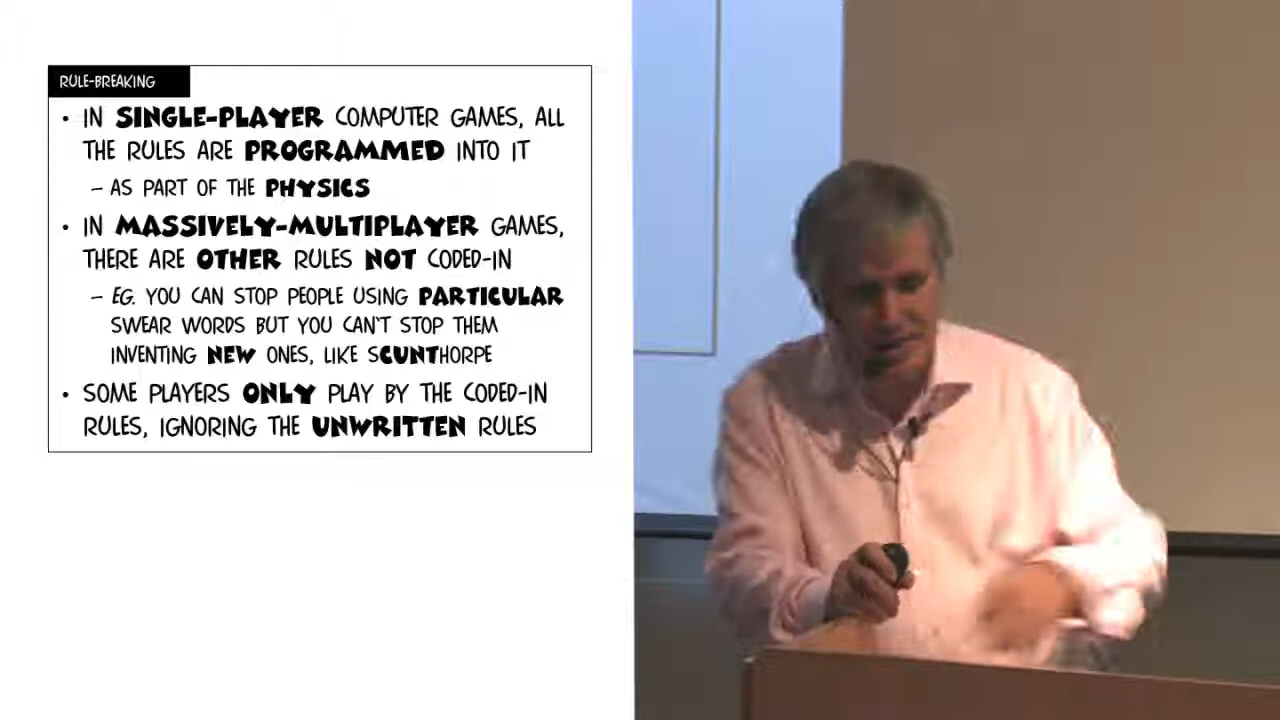 RULE-BREAKING
• IN SINGLE-PLAYER COMPUTER GAMES, ALL
THE RULES ARE PROGRAMMED INTO IT
– AS PART OF THE PHYSICS
• IN MASSIVELY-MULTIPLAYER GAMES,
THERE ARE OTHER RULES NOT CODED-IN
– EG. YOU CAN STOP PEOPLE USING PARTICULAR
SWEAR WORDS BUT YOU CAN'T STOP THEM
INVENTING NEW ONES, LIKE SCUNTHORPE
• SOME PLAYERS ONLY PLAY BY THE CODED-IN
RULES, IGNORING THE UNWRITTEN RULES